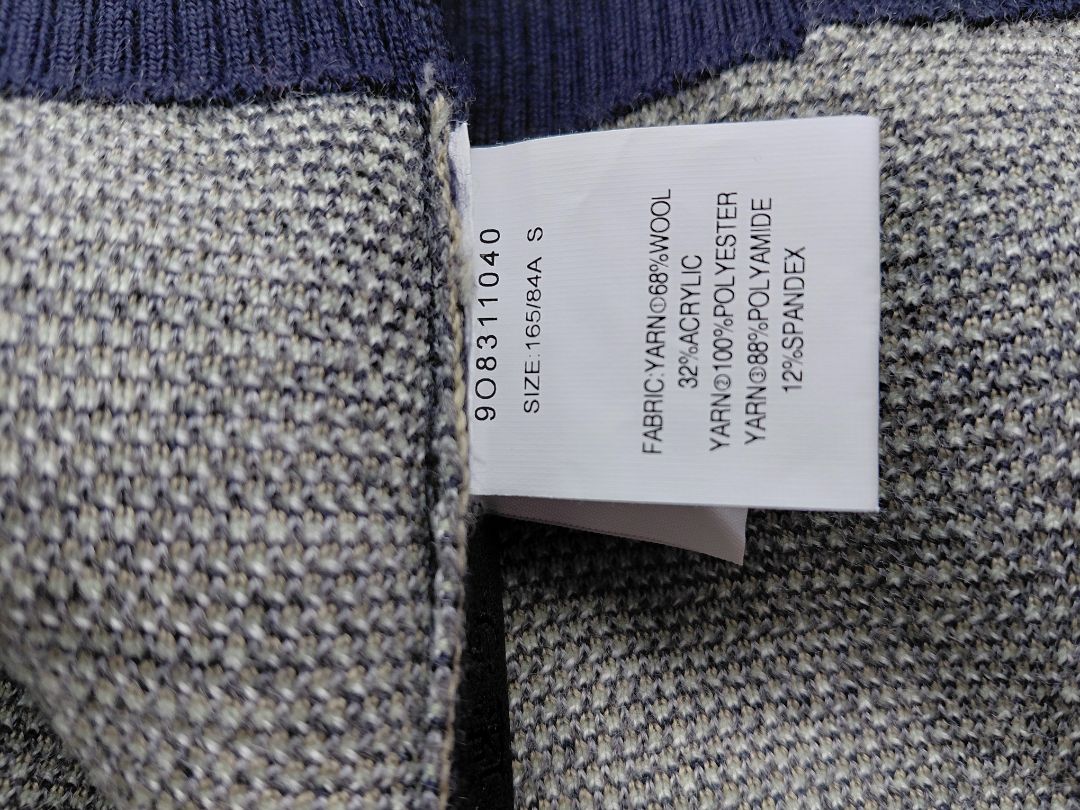 9O8311040
SIZE:165/84A S
FABRIC:YARN①68%WOOL
32%ACRYLIC
YARN②100%POLYESTER
YARN③88%POLYAMIDE
12%SPANDEX